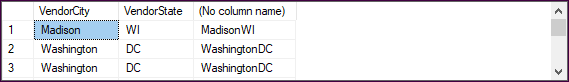 VendorCity VendorState (No column name)
1 Madison WI MadisonWI
2 Washington DC WashingtonDC
3 Washington DC WashingtonDC